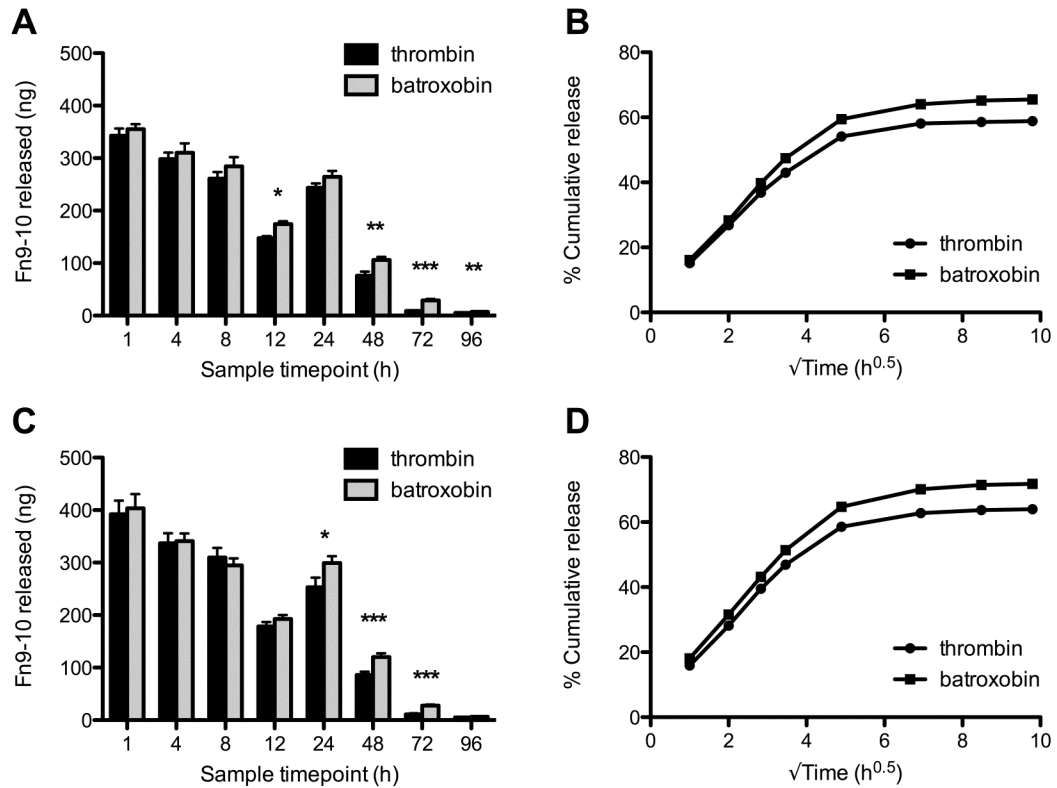 A
500
400
300
200
100
0
Fn9-10 released (ng)
thrombin
batroxobin
*
**
***
**
1 4 8 12 24 48 72 96
Sample timepoint (h)
B
80
60
40
20
0
% Cumulative release
thrombin
batroxobin
0 2 4 6 8 10
√Time (h^0.5)
C
500
400
300
200
100
0
Fn9-10 released (ng)
thrombin
batroxobin
*
***
***
1 4 8 12 24 48 72 96
Sample timepoint (h)
D
80
60
40
20
0
% Cumulative release
thrombin
batroxobin
0 2 4 6 8 10
√Time (h^0.5)